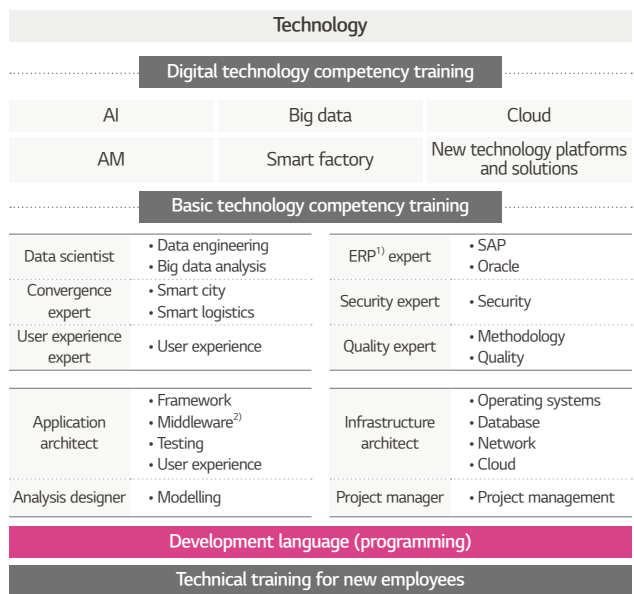 Technology
Digital technology competency training
AI
Big data
Cloud
AM
Smart factory
New technology platforms
and solutions
Basic technology competency training
Data scientist
• Data engineering
• Big data analysis
Convergence
expert
• Smart city
• Smart logistics
User experience
expert
• User experience
ERP1) expert
• SAP
• Oracle
Security expert
• Security
Quality expert
• Methodology
• Quality
Application
architect
• Framework
• Middleware2)
• Testing
• User experience
Analysis designer
• Modelling
Infrastructure
architect
• Operating systems
• Database
• Network
• Cloud
Project manager
• Project management
Development language (programming)
Technical training for new employees